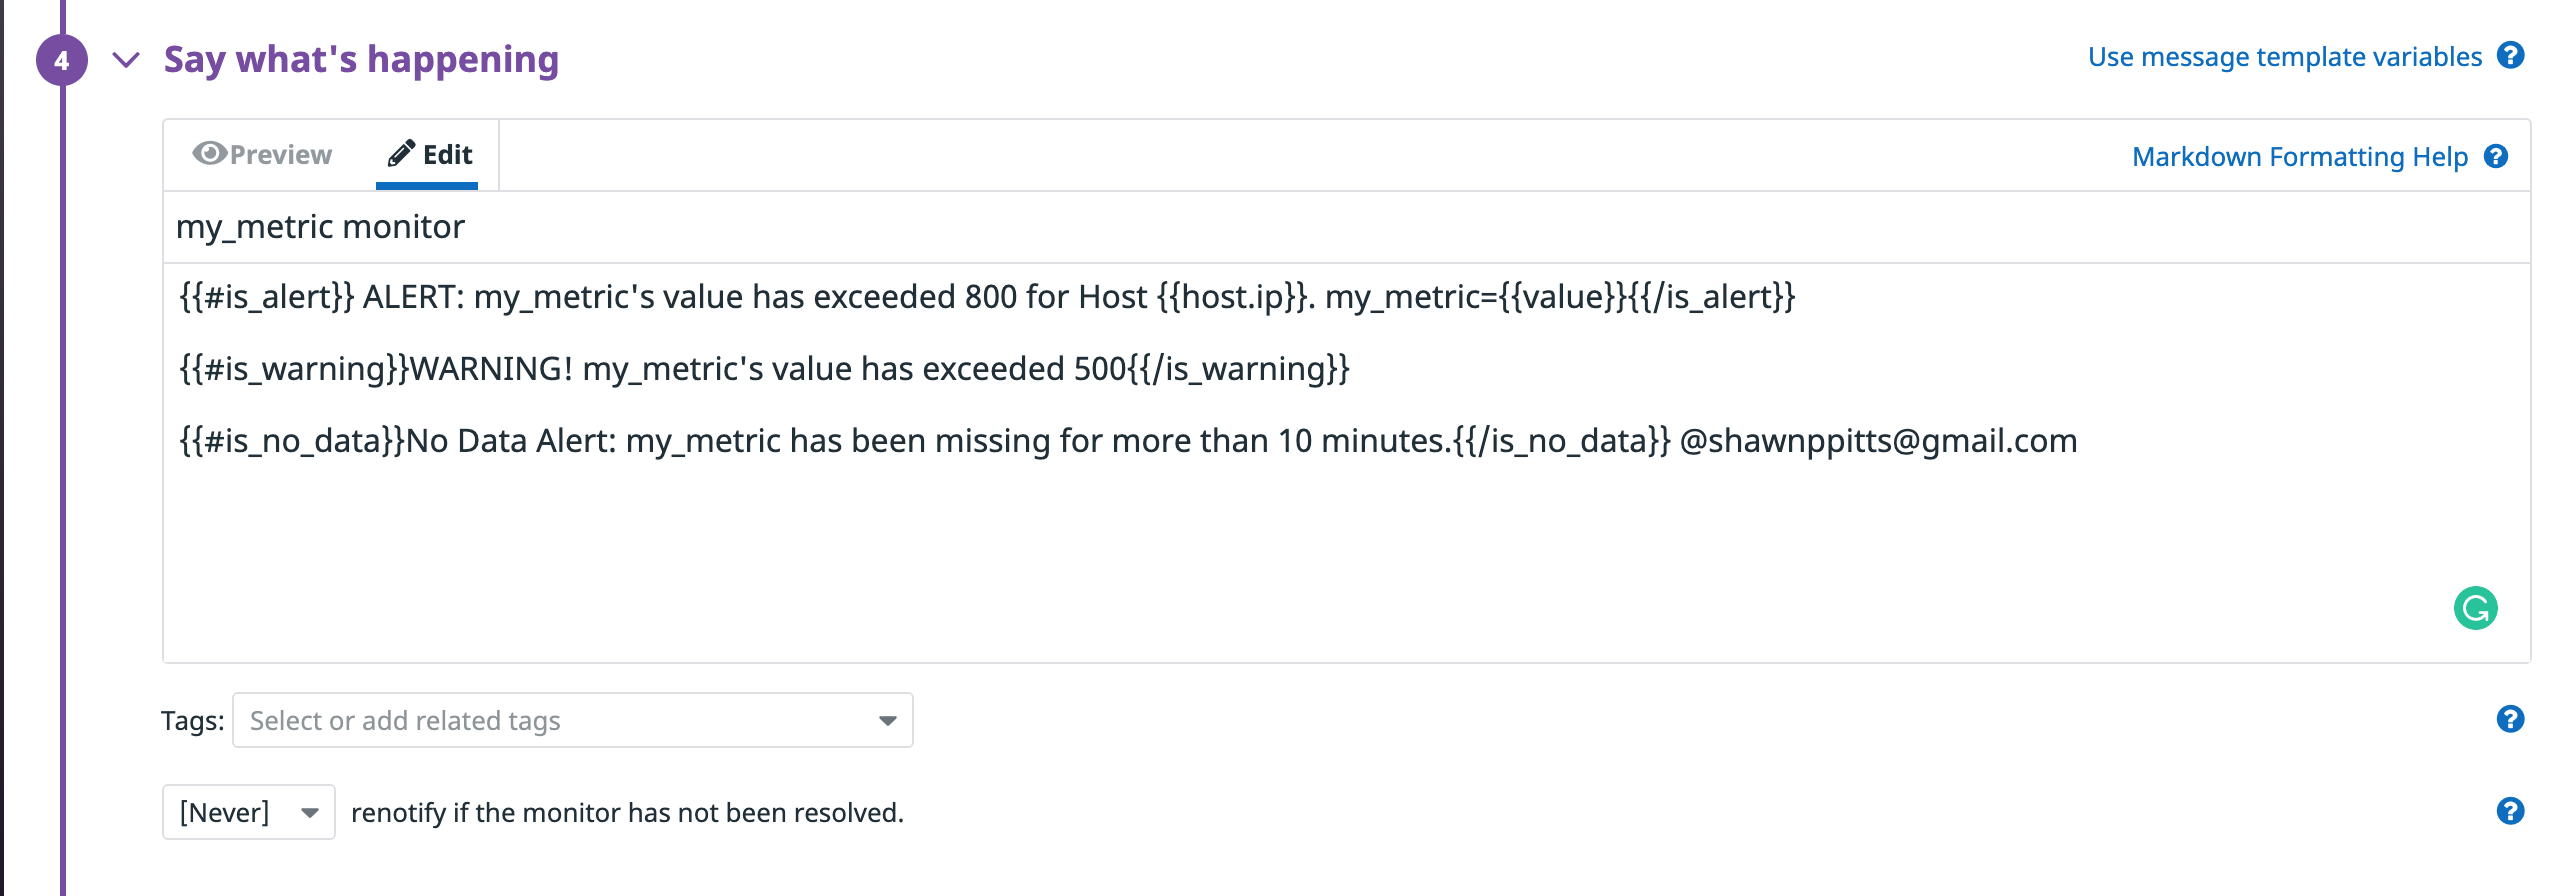 4 Say what's happening Use message template variables ?
Preview Edit Markdown Formatting Help ?
my_metric monitor
{{#is_alert}} ALERT: my_metric's value has exceeded 800 for Host {{host.ip}}. my_metric={{value}}{{/is_alert}}
{{#is_warning}}WARNING! my_metric's value has exceeded 500{{/is_warning}}
{{#is_no_data}}No Data Alert: my_metric has been missing for more than 10 minutes.{{/is_no_data}} @shawnppitts@gmail.com
Tags: Select or add related tags ?
[Never] renotify if the monitor has not been resolved. ?